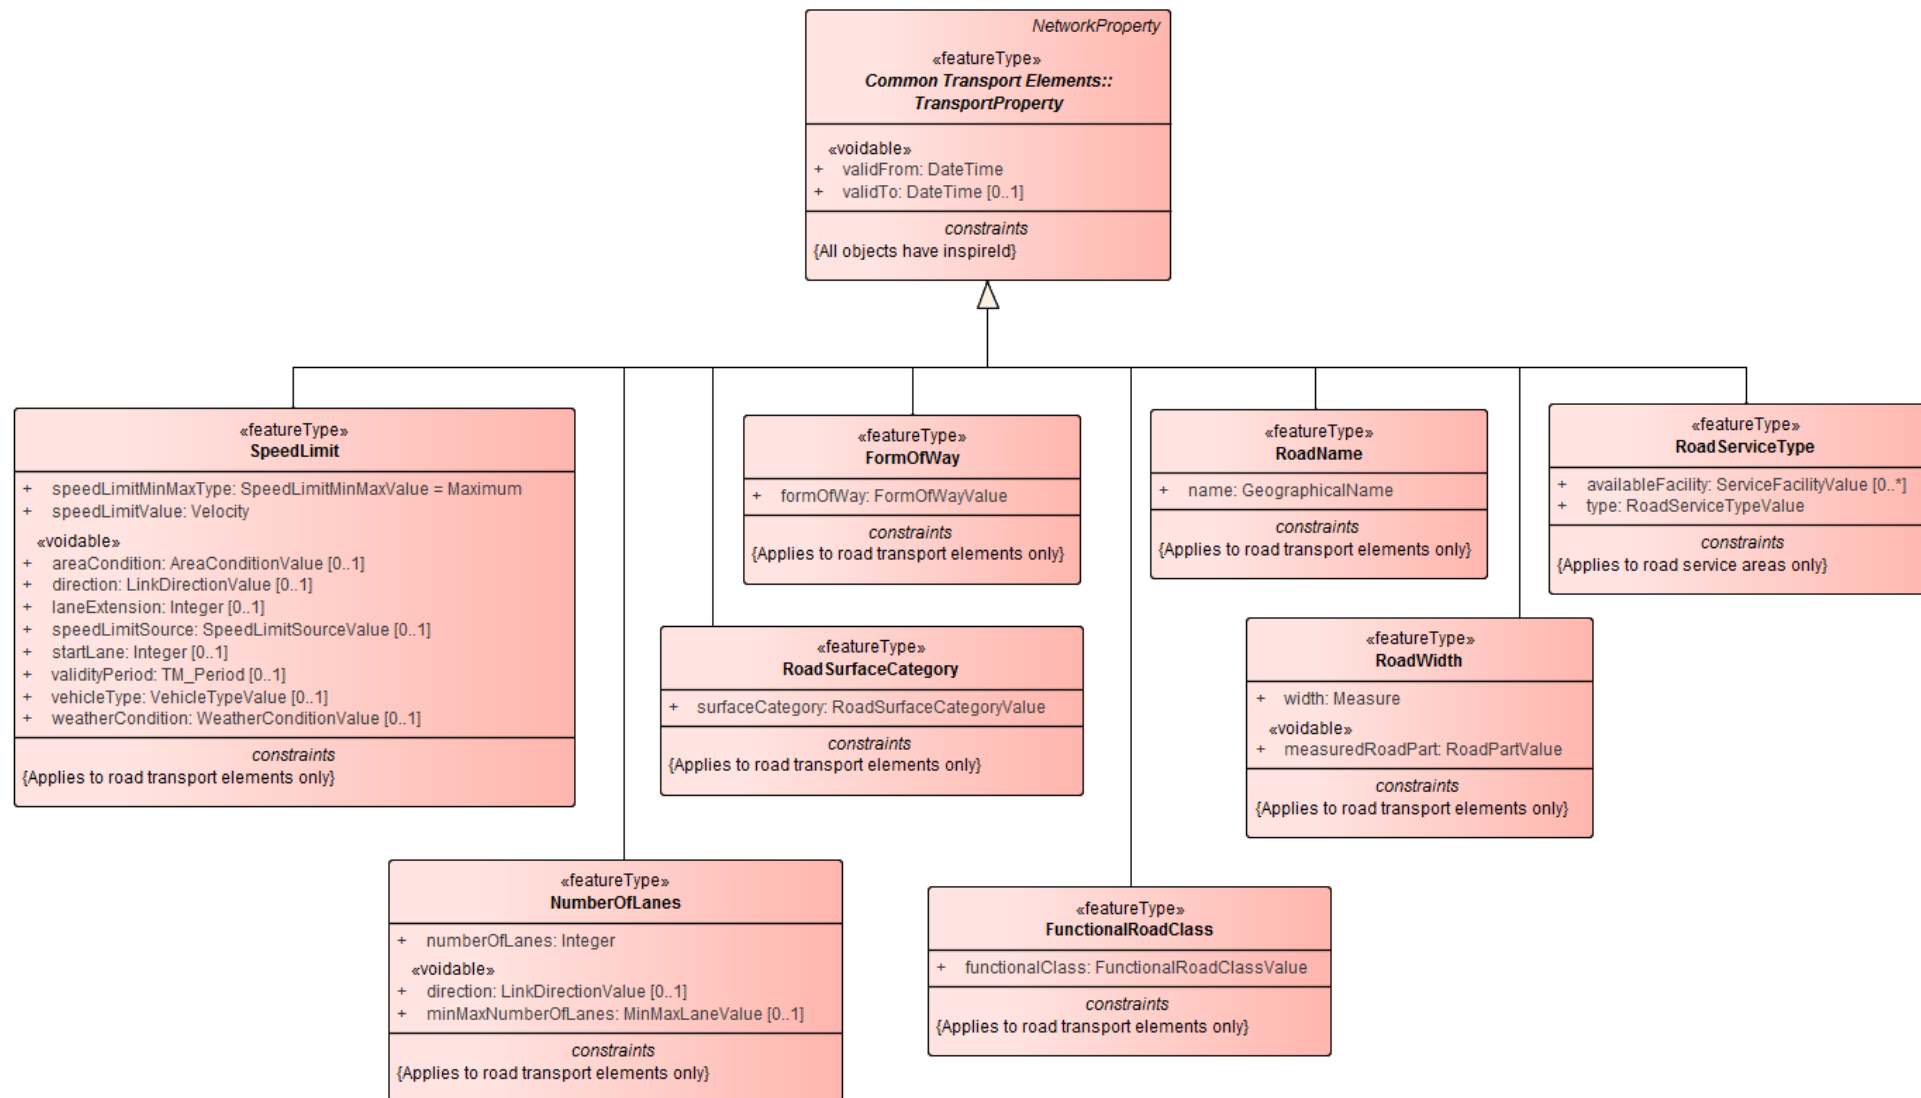 NetworkProperty
«featureType»
Common Transport Elements::
TransportProperty
«voidable»
+ validFrom: DateTime
+ validTo: DateTime [0..1]
constraints
{All objects have inspireId}
«featureType»
SpeedLimit
+ speedLimitMinMaxType: SpeedLimitMinMaxValue = Maximum
+ speedLimitValue: Velocity
«voidable»
+ areaCondition: AreaConditionValue [0..1]
+ direction: LinkDirectionValue [0..1]
+ laneExtension: Integer [0..1]
+ speedLimitSource: SpeedLimitSourceValue [0..1]
+ startLane: Integer [0..1]
+ validityPeriod: TM_Period [0..1]
+ vehicleType: VehicleTypeValue [0..1]
+ weatherCondition: WeatherConditionValue [0..1]
constraints
{Applies to road transport elements only}
«featureType»
FormOfWay
+ formOfWay: FormOfWayValue
constraints
{Applies to road transport elements only}
«featureType»
RoadName
+ name: GeographicalName
constraints
{Applies to road transport elements only}
«featureType»
RoadServiceType
+ availableFacility: ServiceFacilityValue [0..*]
+ type: RoadServiceTypeValue
constraints
{Applies to road service areas only}
«featureType»
RoadSurfaceCategory
+ surfaceCategory: RoadSurfaceCategoryValue
constraints
{Applies to road transport elements only}
«featureType»
RoadWidth
+ width: Measure
«voidable»
+ measuredRoadPart: RoadPartValue
constraints
{Applies to road transport elements only}
«featureType»
NumberOfLanes
+ numberOfLanes: Integer
«voidable»
+ direction: LinkDirectionValue [0..1]
+ minMaxNumberOfLanes: MinMaxLaneValue [0..1]
constraints
{Applies to road transport elements only}
«featureType»
FunctionalRoadClass
+ functionalClass: FunctionalRoadClassValue
constraints
{Applies to road transport elements only}